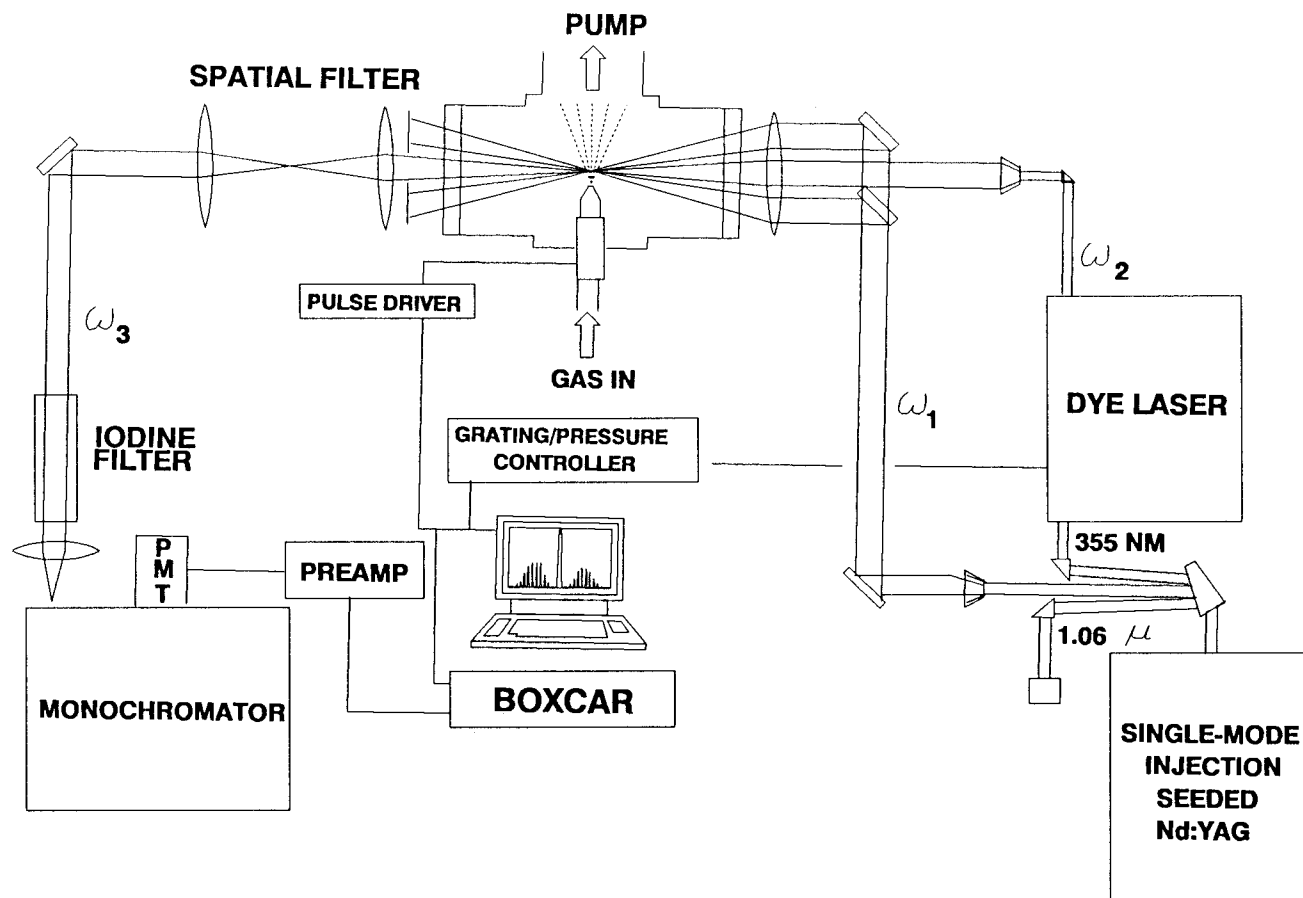 PUMP
SPATIAL FILTER
ω2
PULSE DRIVER
ω3
GAS IN
DYE LASER
ω1
IODINE
FILTER
GRATING/PRESSURE
CONTROLLER
355 NM
PMT
PREAMP
1.06 μ
MONOCHROMATOR
BOXCAR
SINGLE-MODE
INJECTION
SEEDED
Nd:YAG